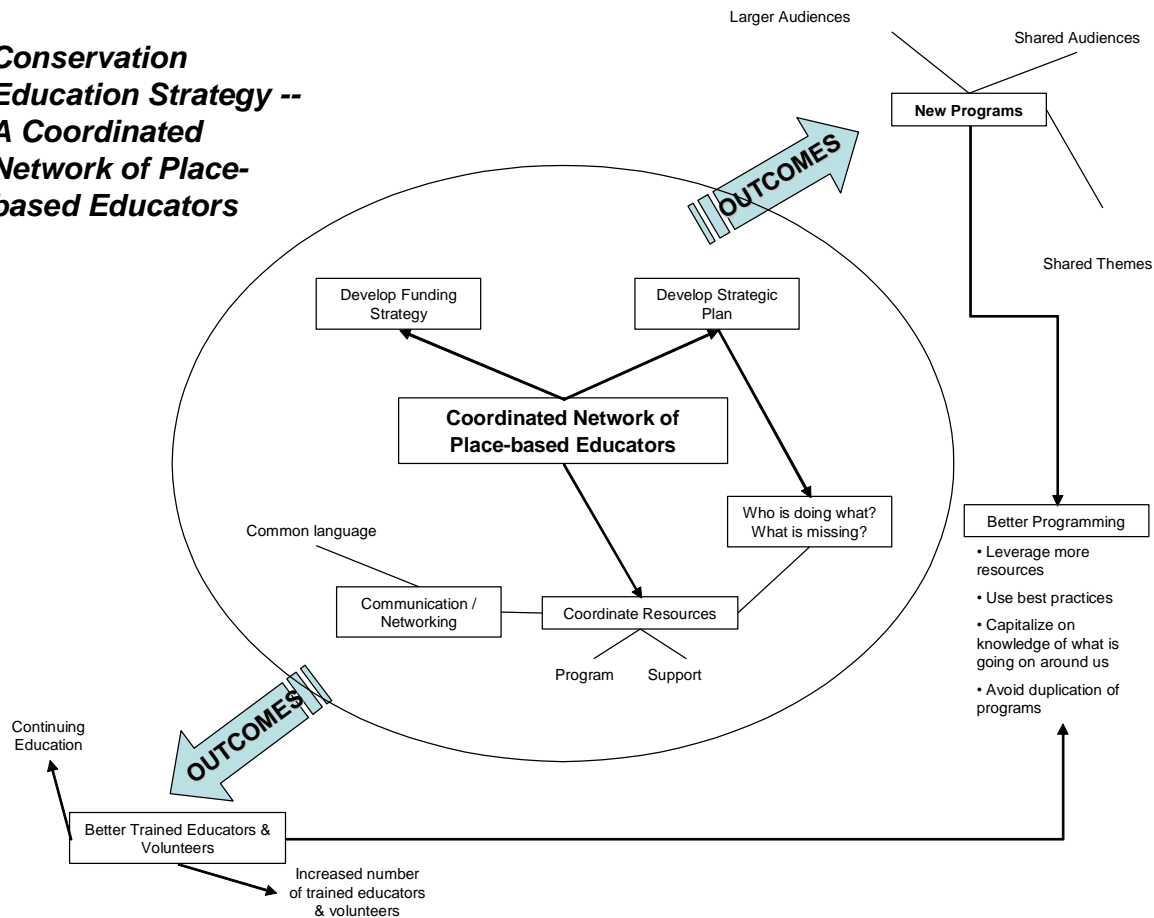 Conservation
Education Strategy --
A Coordinated
Network of Place-
based Educators
Larger Audiences
Shared Audiences
New Programs
OUTCOMES
Shared Themes
Develop Funding
Strategy
Develop Strategic
Plan
Coordinated Network of
Place-based Educators
Who is doing what?
What is missing?
Common language
Communication /
Networking
Coordinate Resources
Program
Support
Better Programming
• Leverage more
resources
• Use best practices
• Capitalize on
knowledge of what is
going on around us
• Avoid duplication of
programs
OUTCOMES
Continuing
Education
Better Trained Educators &
Volunteers
Increased number
of trained educators
& volunteers